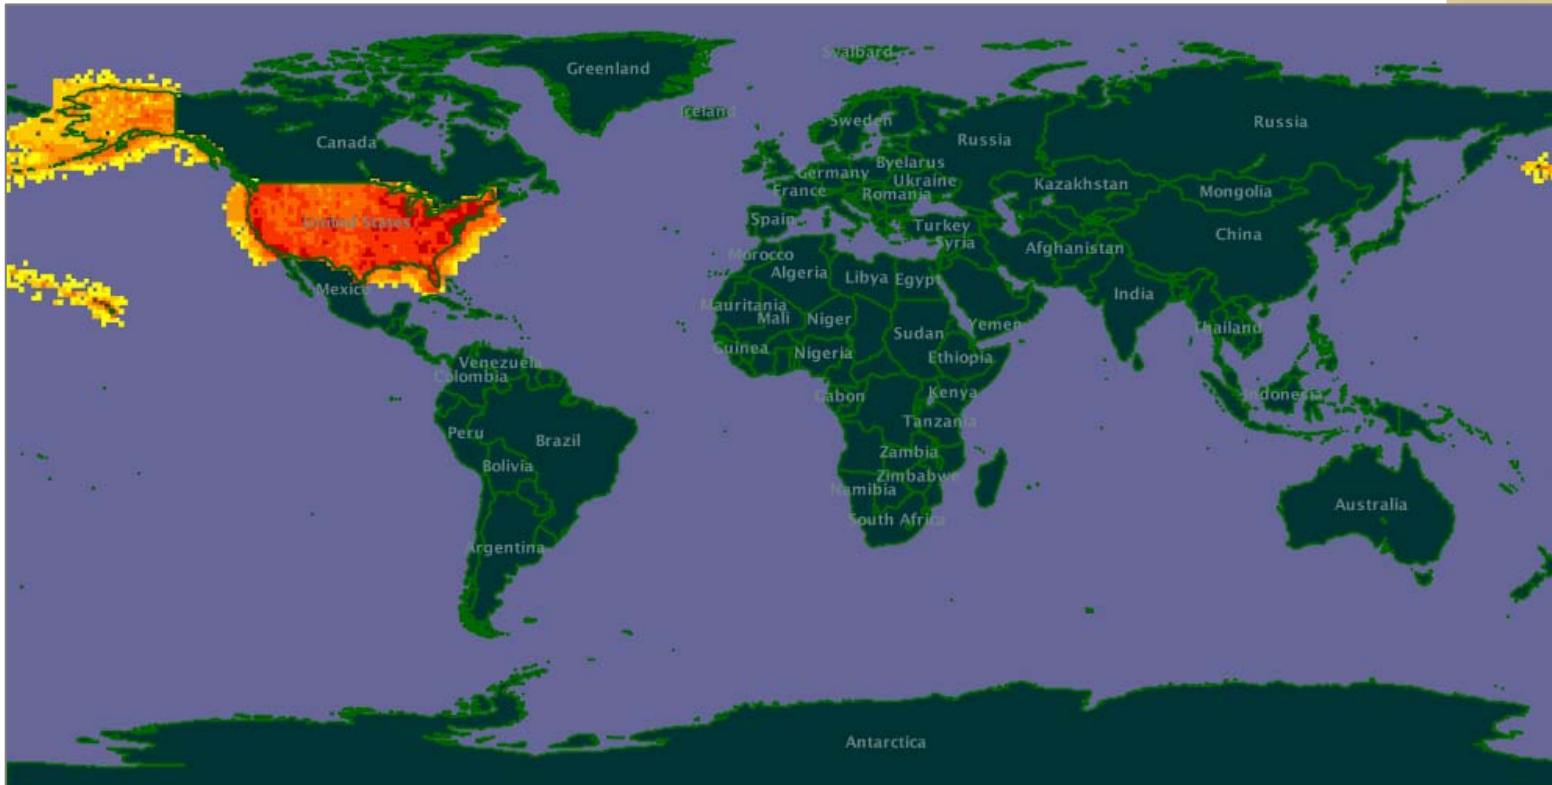 Svalbard
Greenland
Iceland
Sweden
Russia
Russia
Canada
Byelarus
Germany
Ukraine
Kazakhstan
France
Romania
Mongolia
United States
Spain
Turkey
China
Syria
Afghanistan
Morocco
Algeria
Libya
Egypt
Mexico
India
Mauritania
Mali
Niger
Yemen
Thailand
Sudan
Guinea
Nigeria
Ethiopia
Venezuela
Colombia
Gabon
Kenya
Indonesia
Tanzania
Peru
Brazil
Zambia
Bolivia
Zimbabwe
Namibia
Australia
South Africa
Argentina
Antarctica